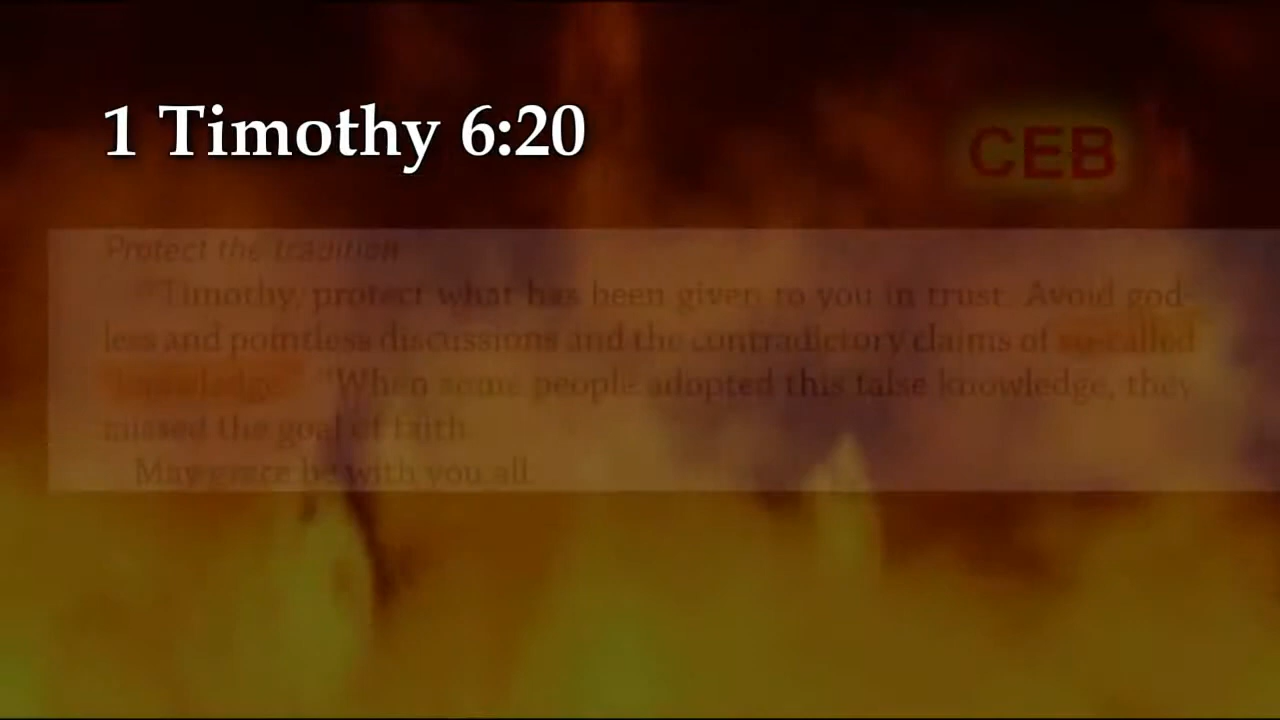 1 Timothy 6:20
CEB
Protect the tradition
20Timothy, protect what has been given to you in trust. Avoid god-
less and pointless discussions and the contradictory claims of so-called
"knowledge." 21When some people adopted this false knowledge, they
missed the goal of faith.
May grace be with you all.